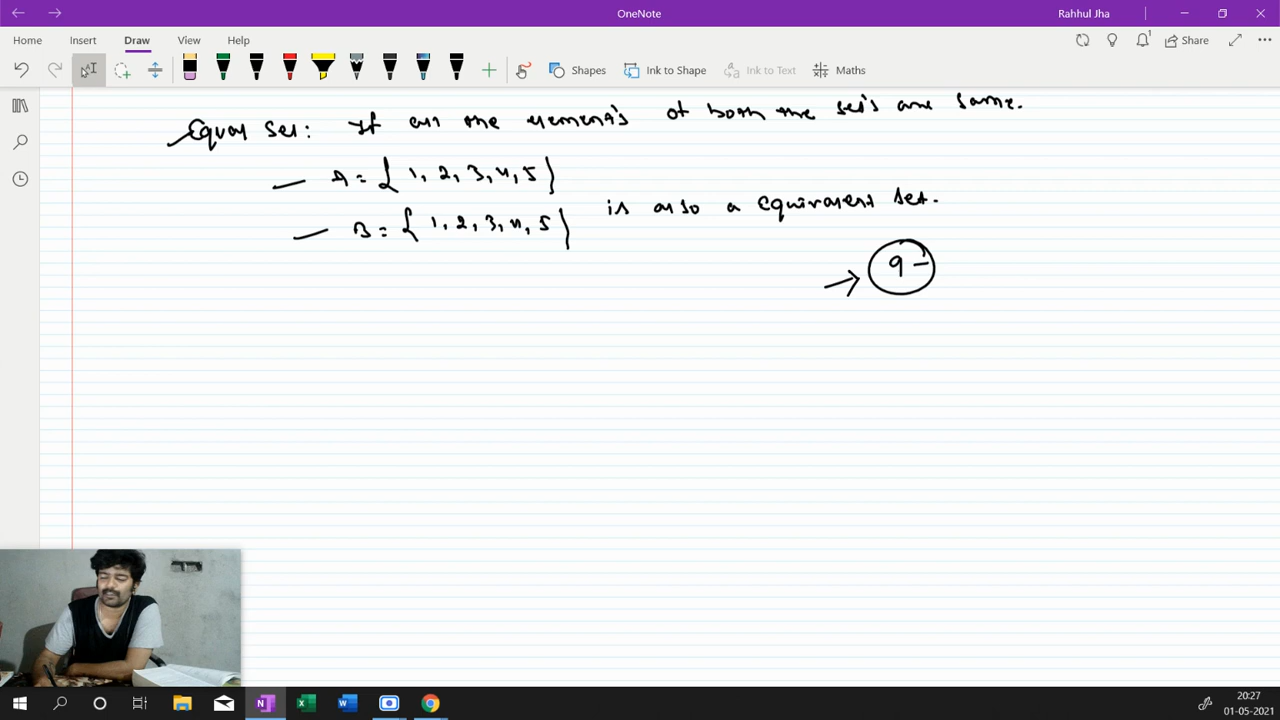 OneNote
Rahhul Jha
Home Insert Draw View Help
Share
Shapes Ink to Shape Ink to Text Maths
Equal Set: If all the element's of both the set's are same.
A = { 1, 2, 3, 4, 5 }
B = { 1, 2, 3, 4, 5 } is also a equivalent set.
→ 9 –
20:27
01-05-2021